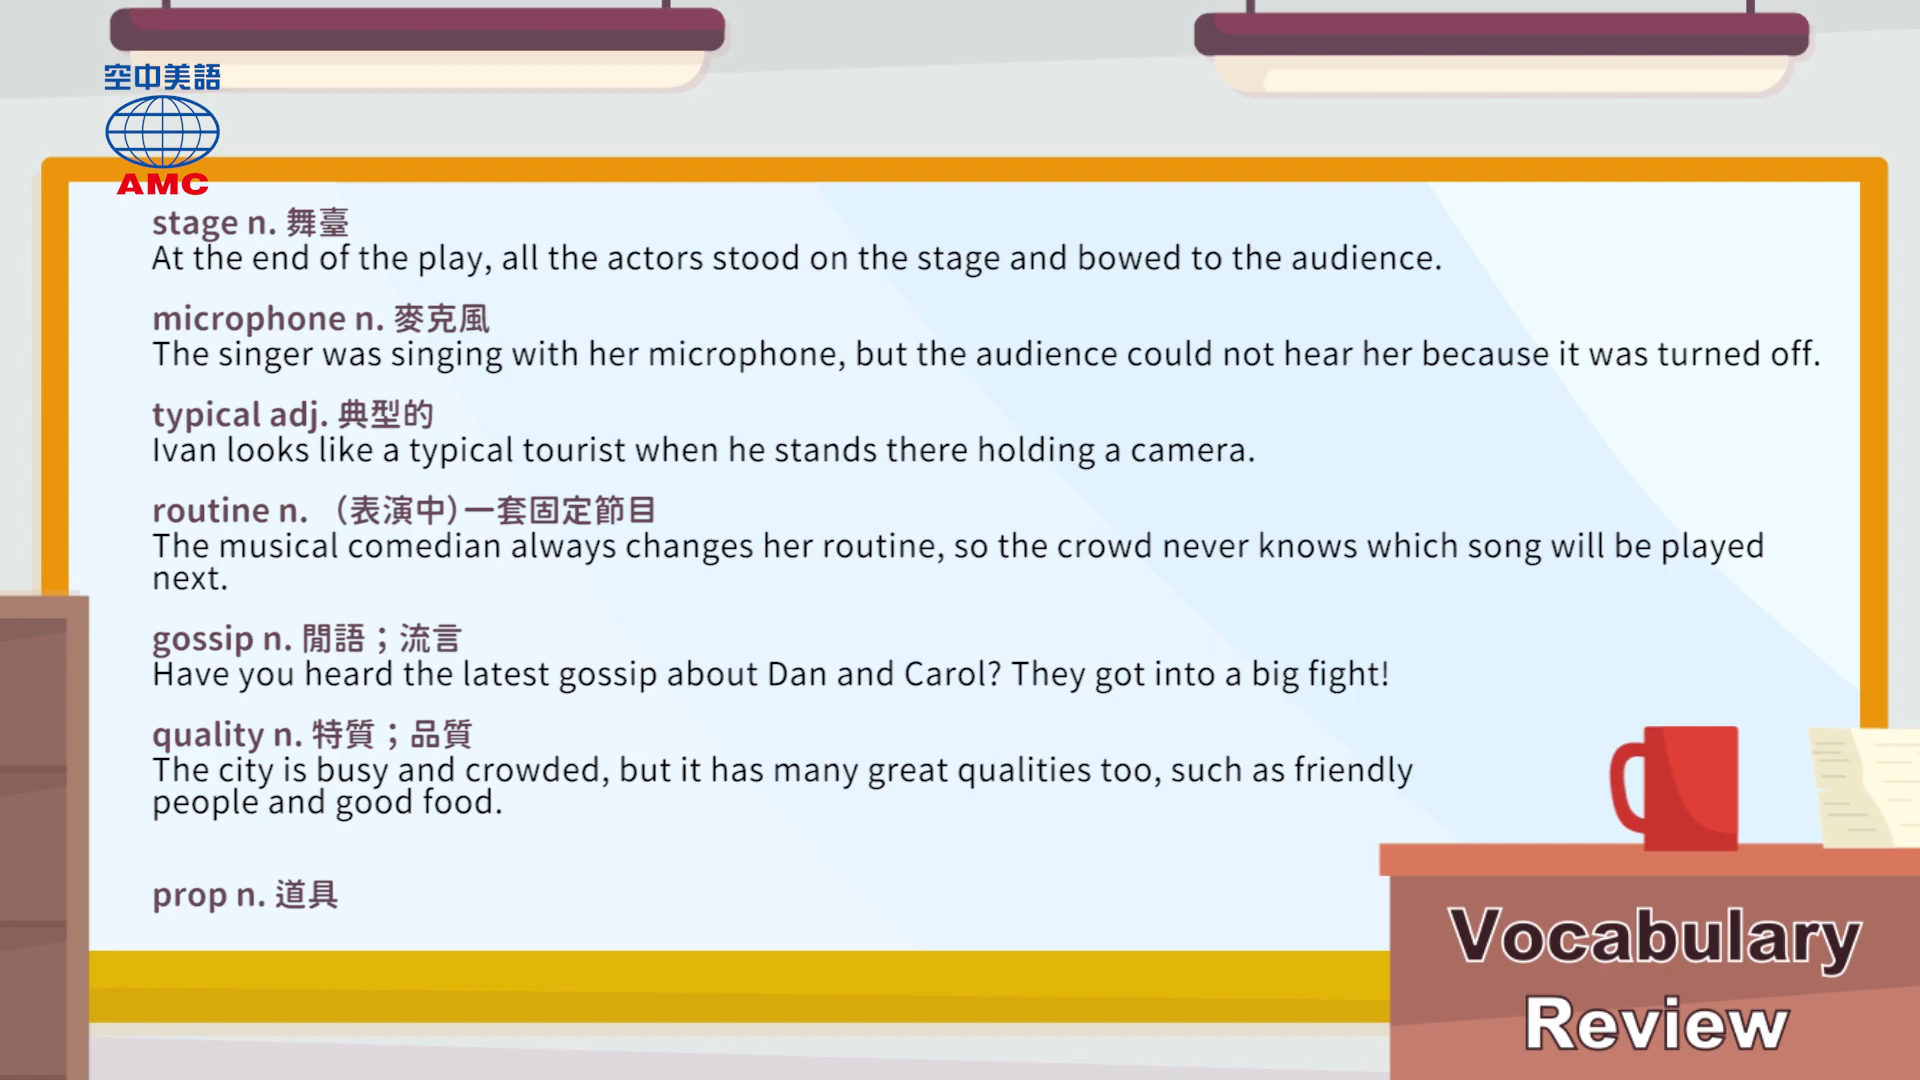 空中美語
AMC
stage n. 舞臺
At the end of the play, all the actors stood on the stage and bowed to the audience.
microphone n. 麥克風
The singer was singing with her microphone, but the audience could not hear her because it was turned off.
typical adj. 典型的
Ivan looks like a typical tourist when he stands there holding a camera.
routine n. （表演中）一套固定節目
The musical comedian always changes her routine, so the crowd never knows which song will be played
next.
gossip n. 閒語；流言
Have you heard the latest gossip about Dan and Carol? They got into a big fight!
quality n. 特質；品質
The city is busy and crowded, but it has many great qualities too, such as friendly
people and good food.
prop n. 道具
Vocabulary
Review